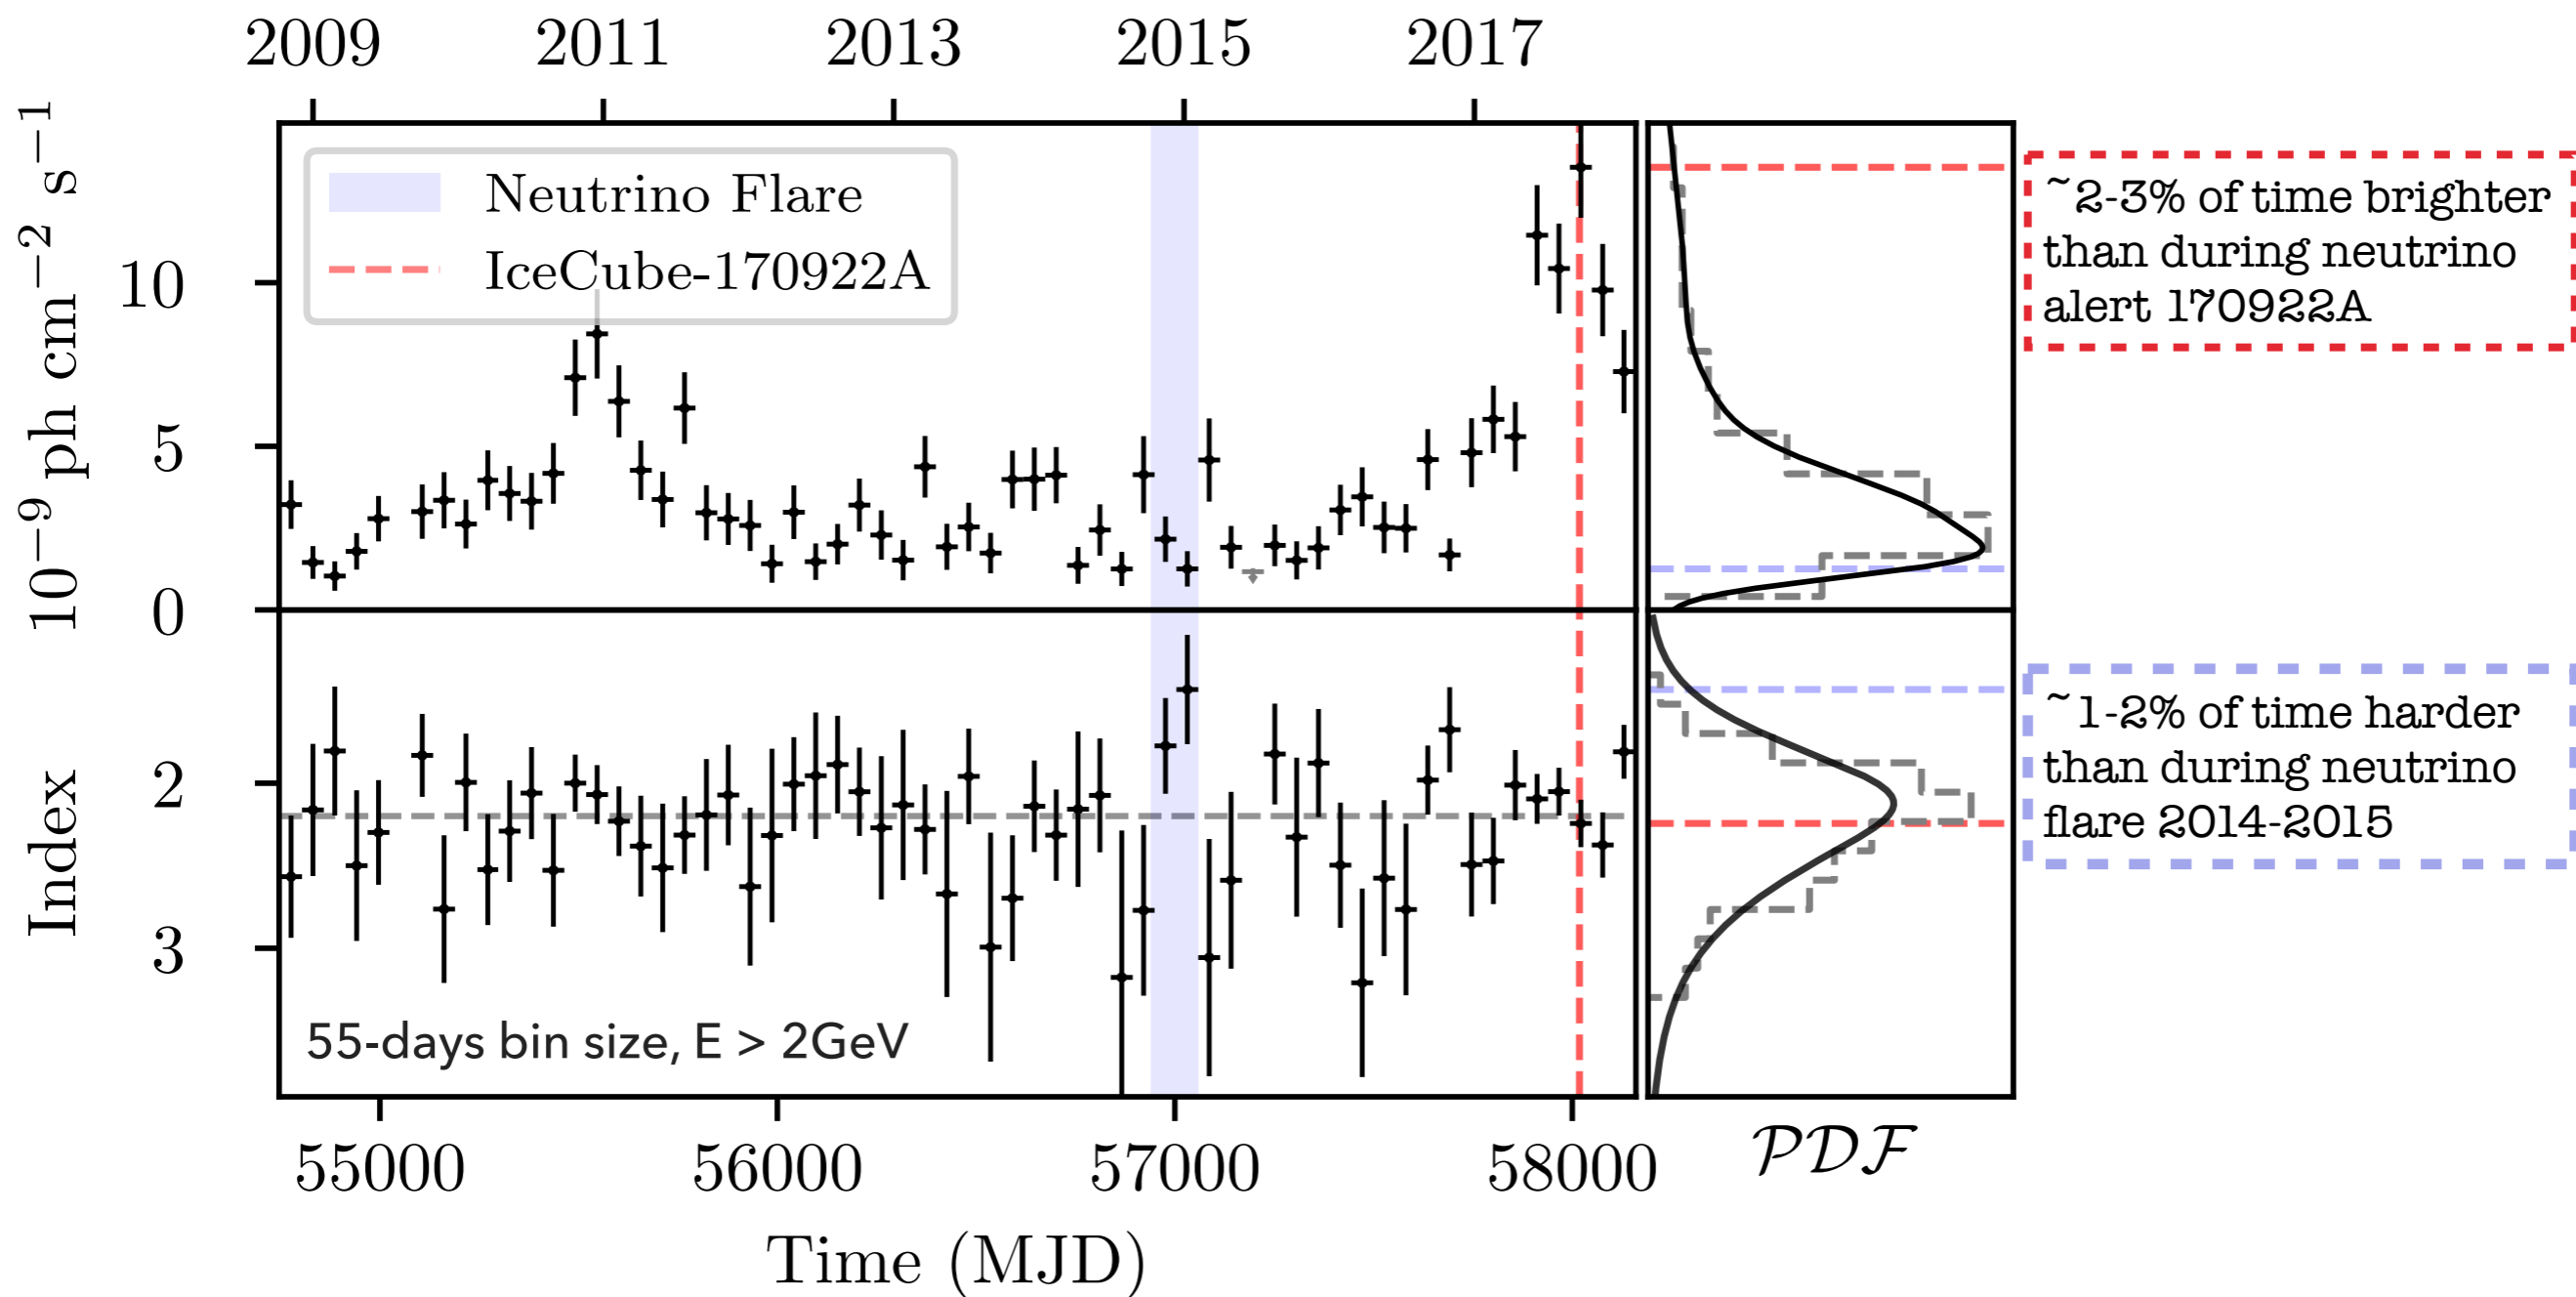 2009 2011 2013 2015 2017
10⁻⁹ ph cm⁻² s⁻¹
10
5
0
Neutrino Flare
IceCube-170922A
~2-3% of time brighter
than during neutrino
alert 170922A
Index
2
3
55-days bin size, E > 2GeV
~1-2% of time harder
than during neutrino
flare 2014-2015
55000 56000 57000 58000
PDF
Time (MJD)